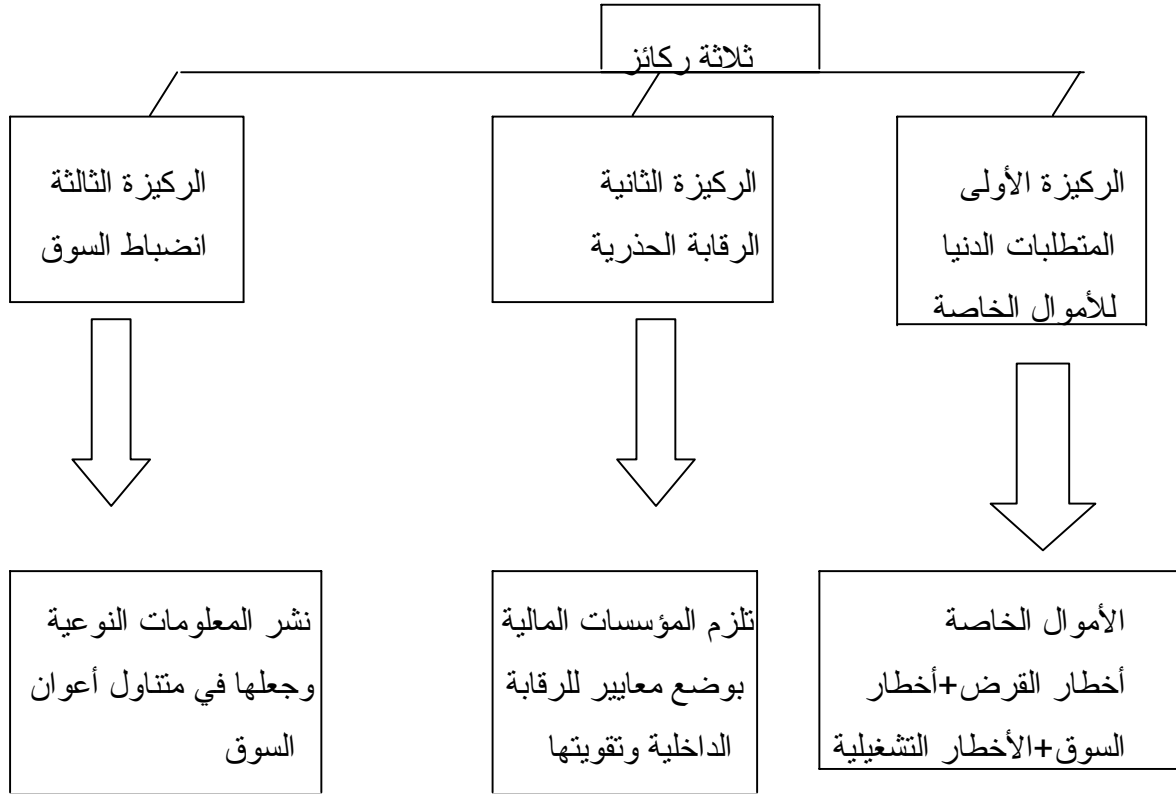 ثلاثة ركائز
الركيزة الأولى
المتطلبات الدنيا
للأموال الخاصة
الركيزة الثانية
الرقابة الحذرية
الركيزة الثالثة
انضباط السوق
الأموال الخاصة
أخطار القرض+أخطار
السوق+الأخطار التشغيلية
تلزم المؤسسات المالية
بوضع معايير للرقابة
الداخلية وتقويتها
نشر المعلومات النوعية
وجعلها في متناول أعوان
السوق